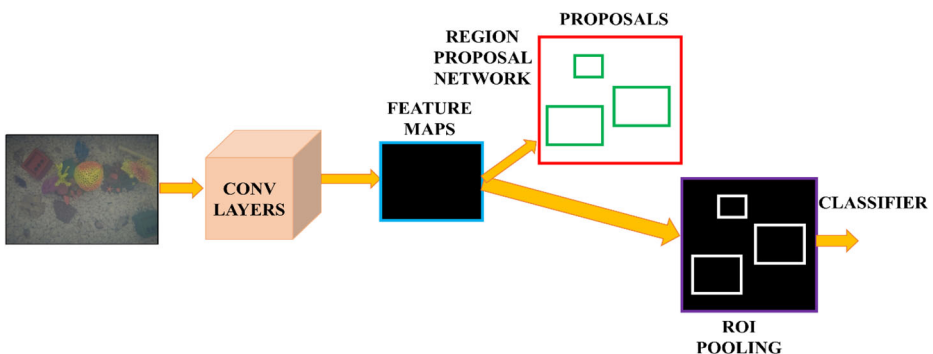 PROPOSALS
REGION
PROPOSAL
NETWORK
FEATURE
MAPS
CONV
LAYERS
CLASSIFIER
ROI
POOLING